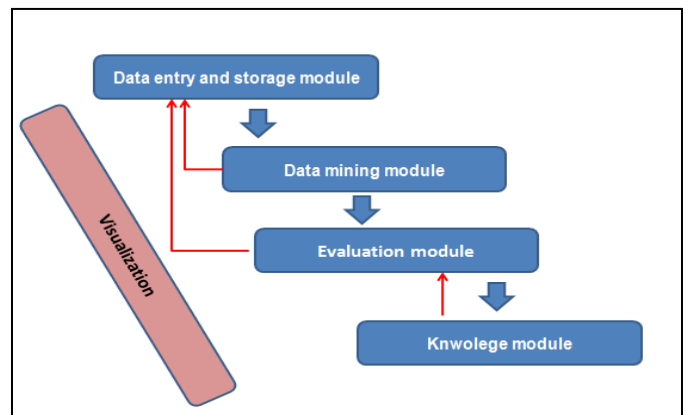 Data entry and storage module
Data mining module
Evaluation module
Knwolege module
Visualization